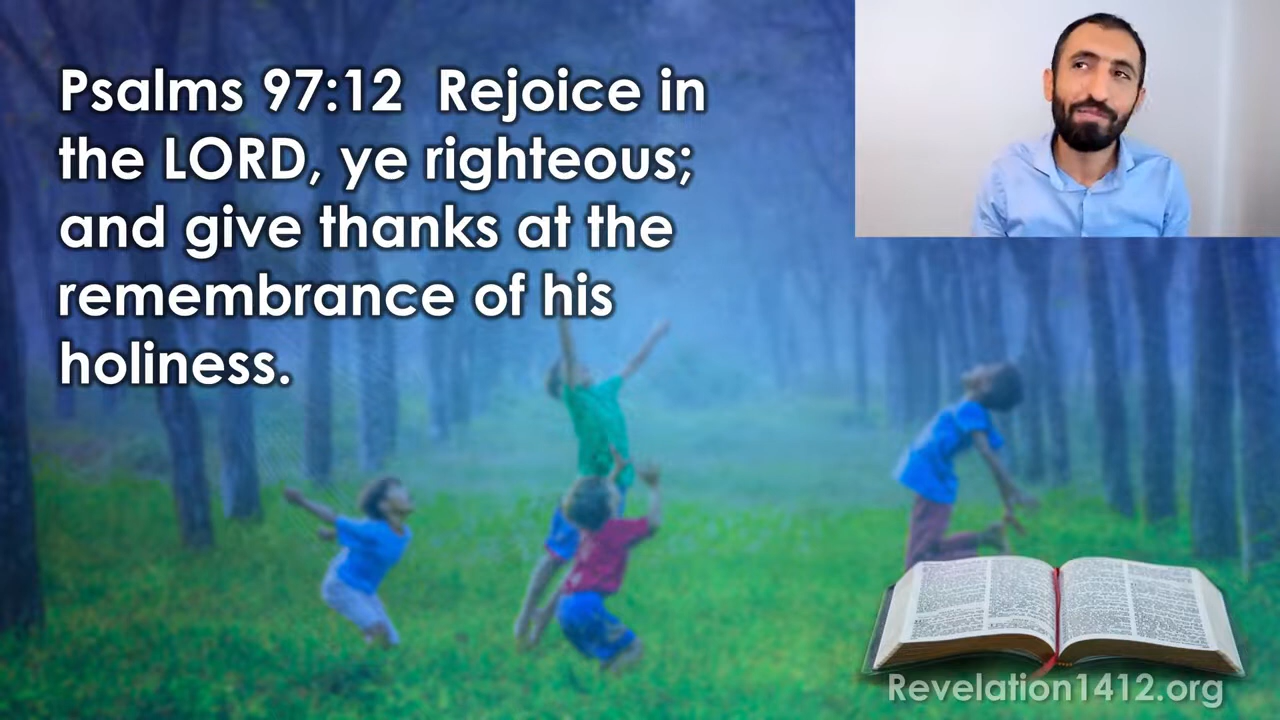 Psalms 97:12  Rejoice in
the LORD, ye righteous;
and give thanks at the
remembrance of his
holiness.
Revelation1412.org